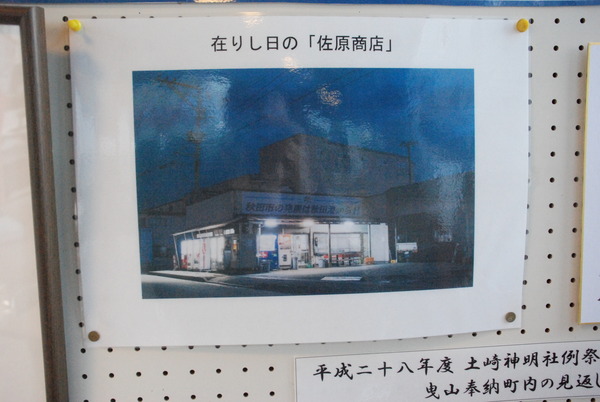 在りし日の「佐原商店」
平成二十八年度 土崎神明社例祭
曳山奉納町内の見返し